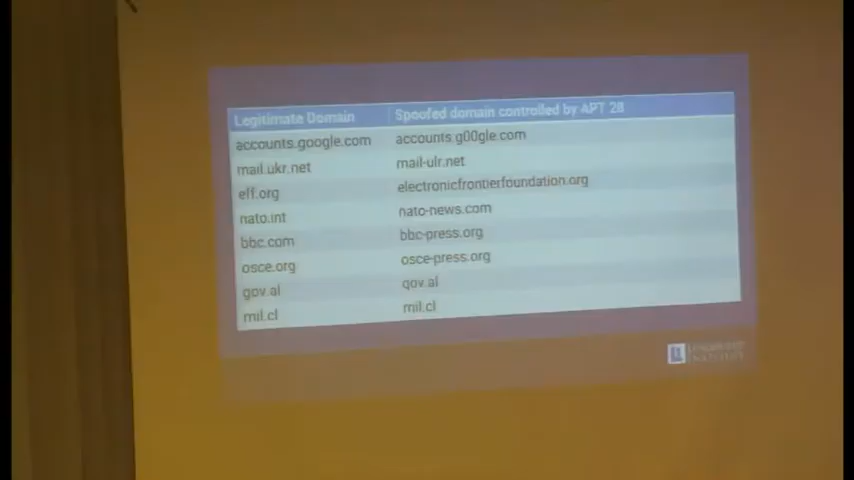 Legitimate Domain Spoofed domain controlled by APT 28
accounts.google.com accounts.g00gle.com
mail.ukr.net mail-ulr.net
eff.org electronicfrontierfoundation.org
nato.int nato-news.com
bbc.com bbc-press.org
osce.org osce-press.org
gov.al qov.al
mil.cl rnil.cl